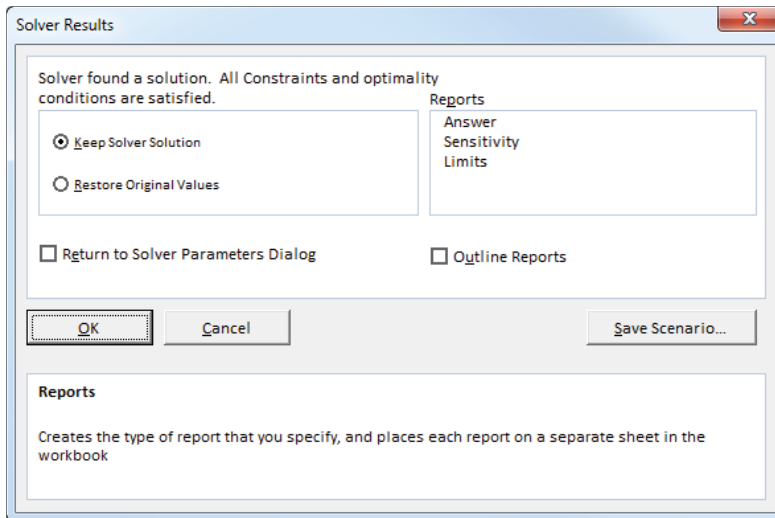 Solver Results
Solver found a solution. All Constraints and optimality
conditions are satisfied.
Keep Solver Solution
Restore Original Values
Reports
Answer
Sensitivity
Limits
Return to Solver Parameters Dialog
Outline Reports
OK
Cancel
Save Scenario...
Reports
Creates the type of report that you specify, and places each report on a separate sheet in the
workbook